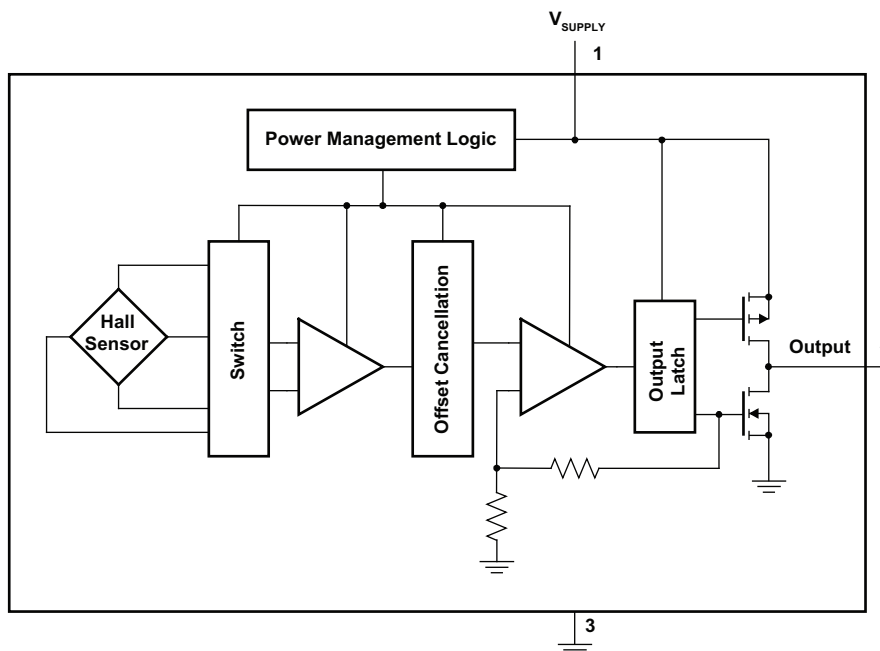 VSUPPLY
1
Power Management Logic
Hall
Sensor
Switch
Offset Cancellation
Output
Latch
Output
3